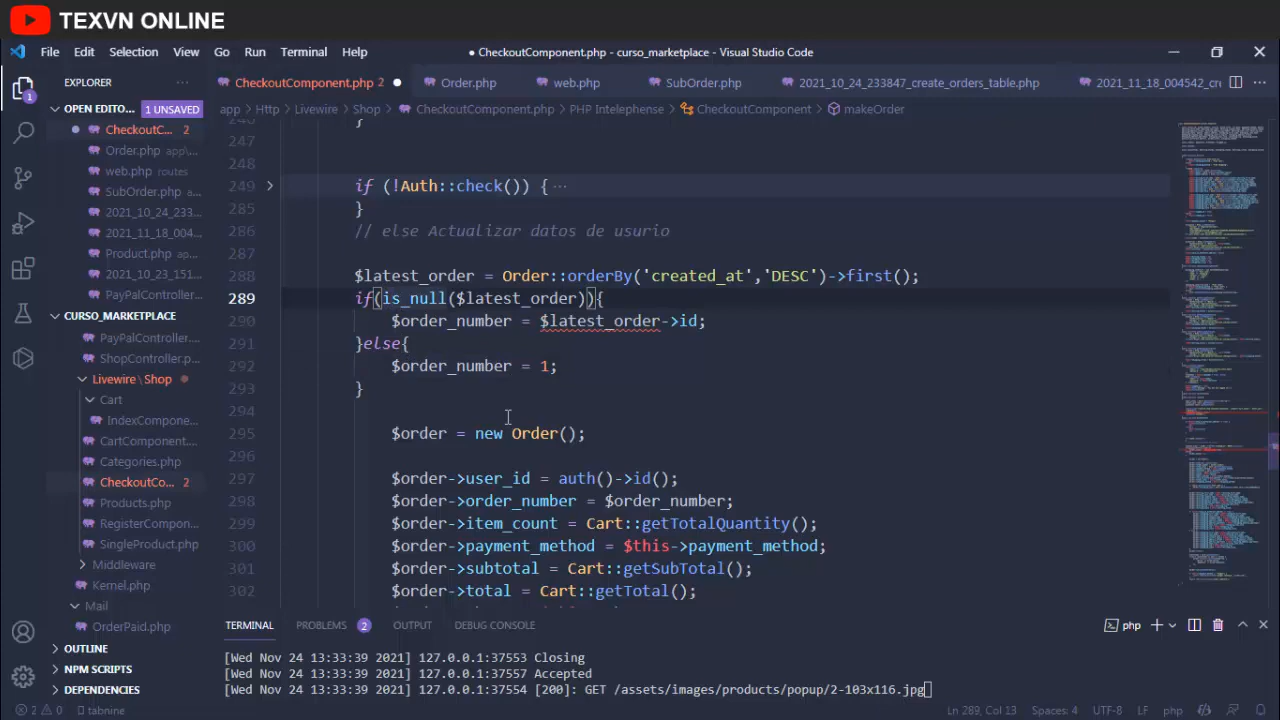 TEXVN ONLINE
File Edit Selection View Go Run Terminal Help
● CheckoutComponent.php - curso_marketplace - Visual Studio Code
EXPLORER ···
CheckoutComponent.php 2 ●
Order.php
web.php
SubOrder.php
2021_10_24_233847_create_orders_table.php
2021_11_18_004542_cr
OPEN EDITO... 1 UNSAVED
app > Http > Livewire > Shop > CheckoutComponent.php > PHP Intelephense > CheckoutComponent > makeOrder
CheckoutC... 2
Order.php app\...
web.php routes
SubOrder.php ...
2021_10_24_233...
2021_11_18_004...
Product.php ...
2021_10_23_151...
PayPalController...
CURSO_MARKETPLACE
PayPalController...
ShopController.p...
Livewire \ Shop
Cart
IndexCompone...
CartComponent....
Categories.php
CheckoutCo... 2
Products.php
RegisterCompon...
SingleProduct.php
Middleware
Kernel.php
Mail
OrderPaid.php
OUTLINE
NPM SCRIPTS
DEPENDENCIES
246 }
247
248
249 if (!Auth::check()) { ···
285 }
286 // else Actualizar datos de usurio
287
288 $latest_order = Order::orderBy('created_at','DESC')->first();
289 if(is_null($latest_order)){
290 $order_number = $latest_order->id;
291 }else{
292 $order_number = 1;
293 }
294
295 $order = new Order();
296
297 $order->user_id = auth()->id();
298 $order->order_number = $order_number;
299 $order->item_count = Cart::getTotalQuantity();
300 $order->payment_method = $this->payment_method;
301 $order->subtotal = Cart::getSubTotal();
302 $order->total = Cart::getTotal();
TERMINAL PROBLEMS 2 OUTPUT DEBUG CONSOLE
php
[Wed Nov 24 13:33:39 2021] 127.0.0.1:37553 Closing
[Wed Nov 24 13:33:39 2021] 127.0.0.1:37557 Accepted
[Wed Nov 24 13:33:39 2021] 127.0.0.1:37554 [200]: GET /assets/images/products/popup/2-103x116.jpg
2 0 tabnine
Ln 289, Col 13 Spaces: 4 UTF-8 LF php